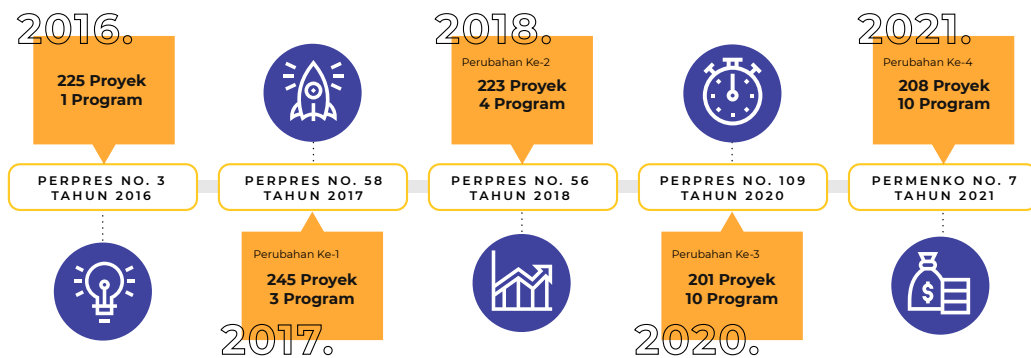 2016.
225 Proyek
1 Program
PERPRES NO. 3
TAHUN 2016
PERPRES NO. 58
TAHUN 2017
Perubahan Ke-1
245 Proyek
3 Program
2017.
2018.
Perubahan Ke-2
223 Proyek
4 Program
PERPRES NO. 56
TAHUN 2018
PERPRES NO. 109
TAHUN 2020
Perubahan Ke-3
201 Proyek
10 Program
2020.
2021.
Perubahan Ke-4
208 Proyek
10 Program
PERMENKO NO. 7
TAHUN 2021
$